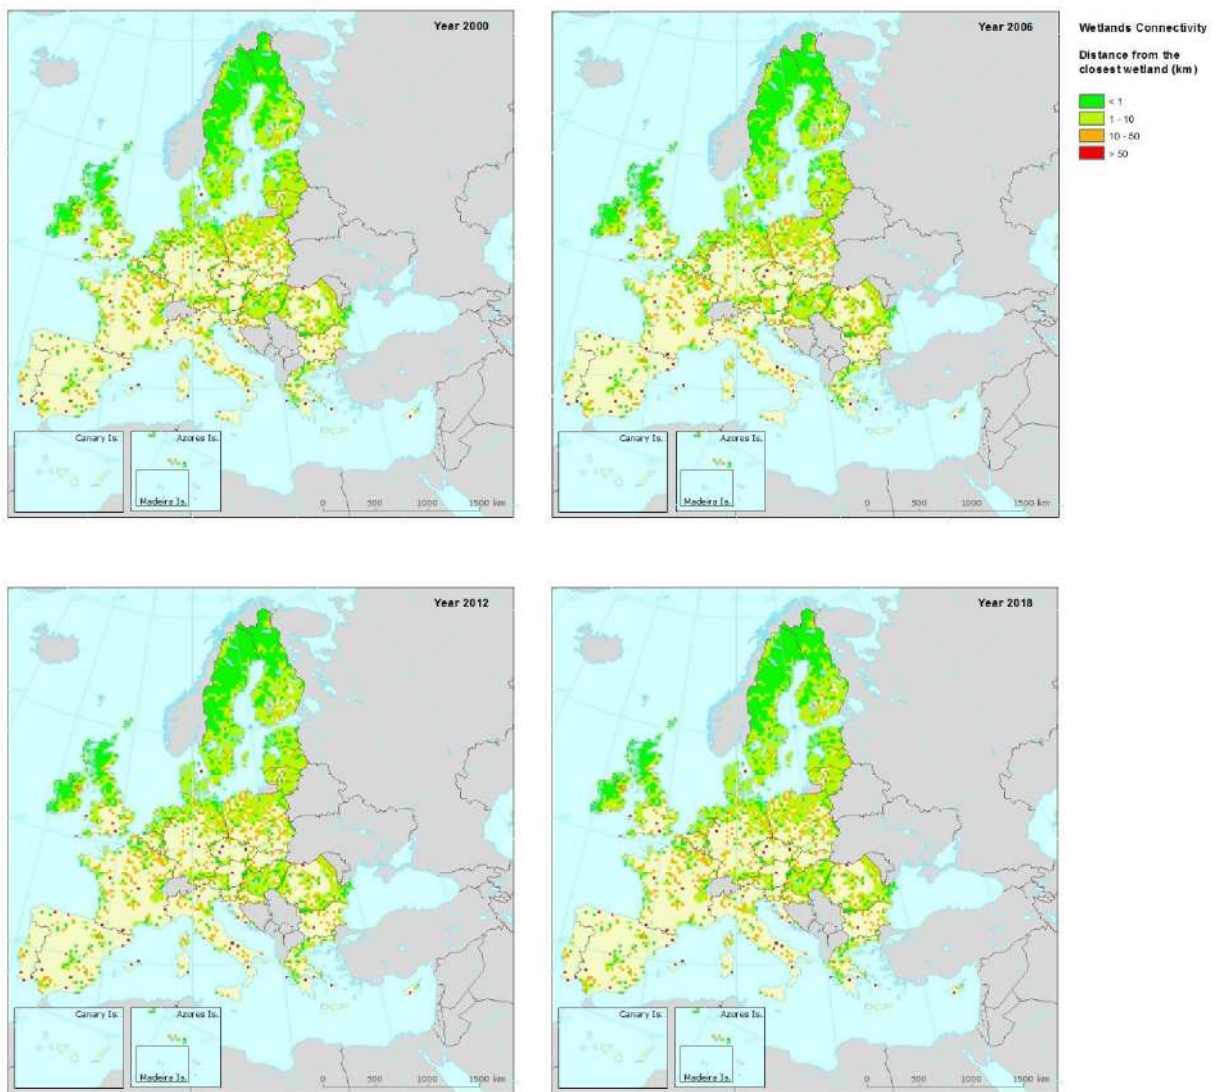 Year 2000
Canary Is.
Azores Is.
Madeira Is.
0 500 1000 1500 km
Year 2006
Canary Is.
Azores Is.
Madeira Is.
0 500 1000 1500 km
Wetlands Connectivity
Distance from the
closest wetland (km)
< 1
1 - 10
10 - 50
> 50
Year 2012
Canary Is.
Azores Is.
Madeira Is.
0 500 1000 1500 km
Year 2018
Canary Is.
Azores Is.
Madeira Is.
0 500 1000 1500 km